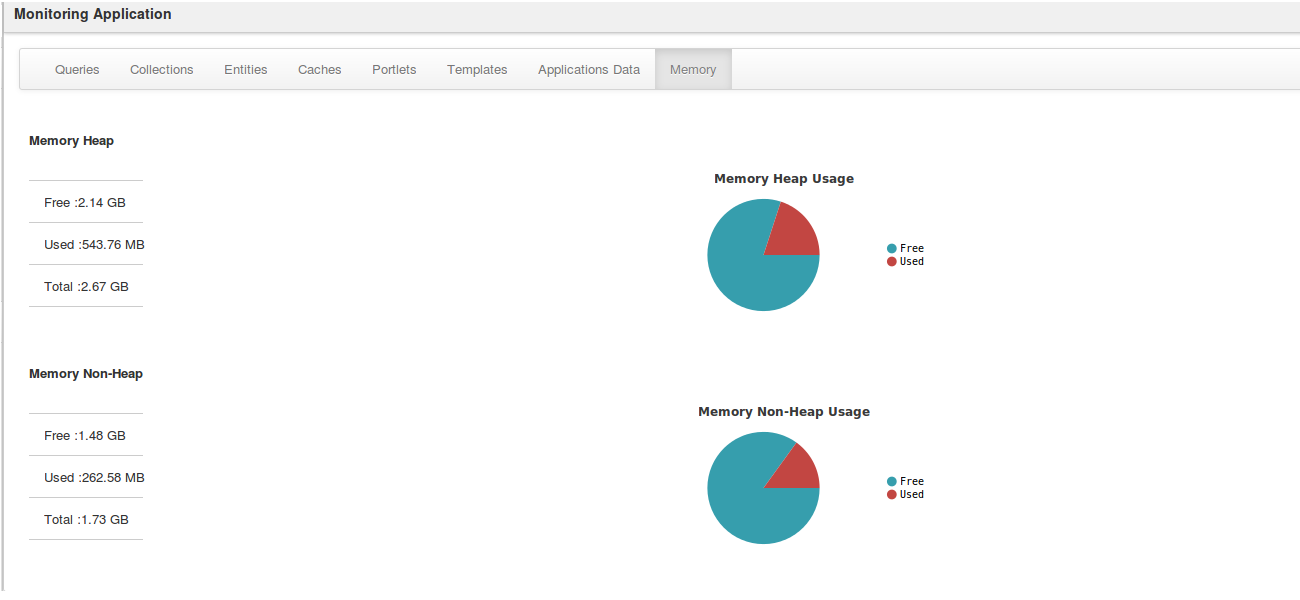 Monitoring Application
Queries Collections Entities Caches Portlets Templates Applications Data Memory
Memory Heap
Free :2.14 GB
Used :543.76 MB
Total :2.67 GB
Memory Heap Usage
Free
Used
Memory Non-Heap
Free :1.48 GB
Used :262.58 MB
Total :1.73 GB
Memory Non-Heap Usage
Free
Used